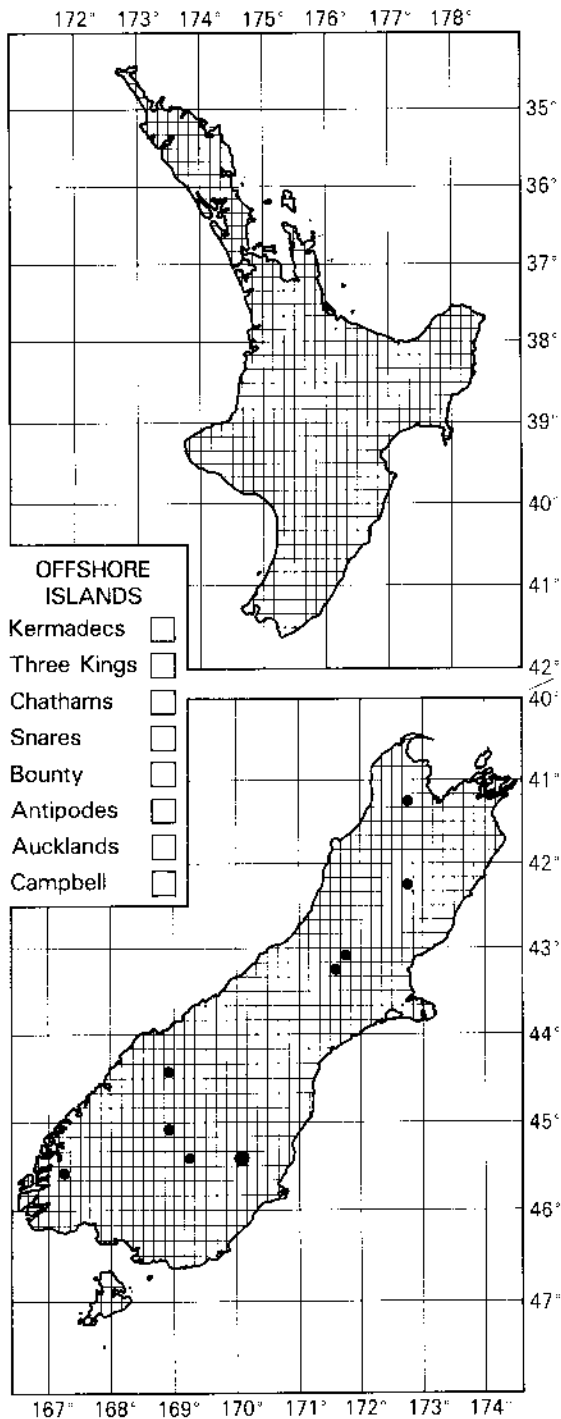 172° 173° 174° 175° 176° 177° 178°
35°
36°
37°
38°
39°
40°
41°
42°
OFFSHORE
ISLANDS
Kermadecs
Three Kings
Chathams
Snares
Bounty
Antipodes
Aucklands
Campbell
40°
41°
42°
43°
44°
45°
46°
47°
167° 168° 169° 170° 171° 172° 173° 174°